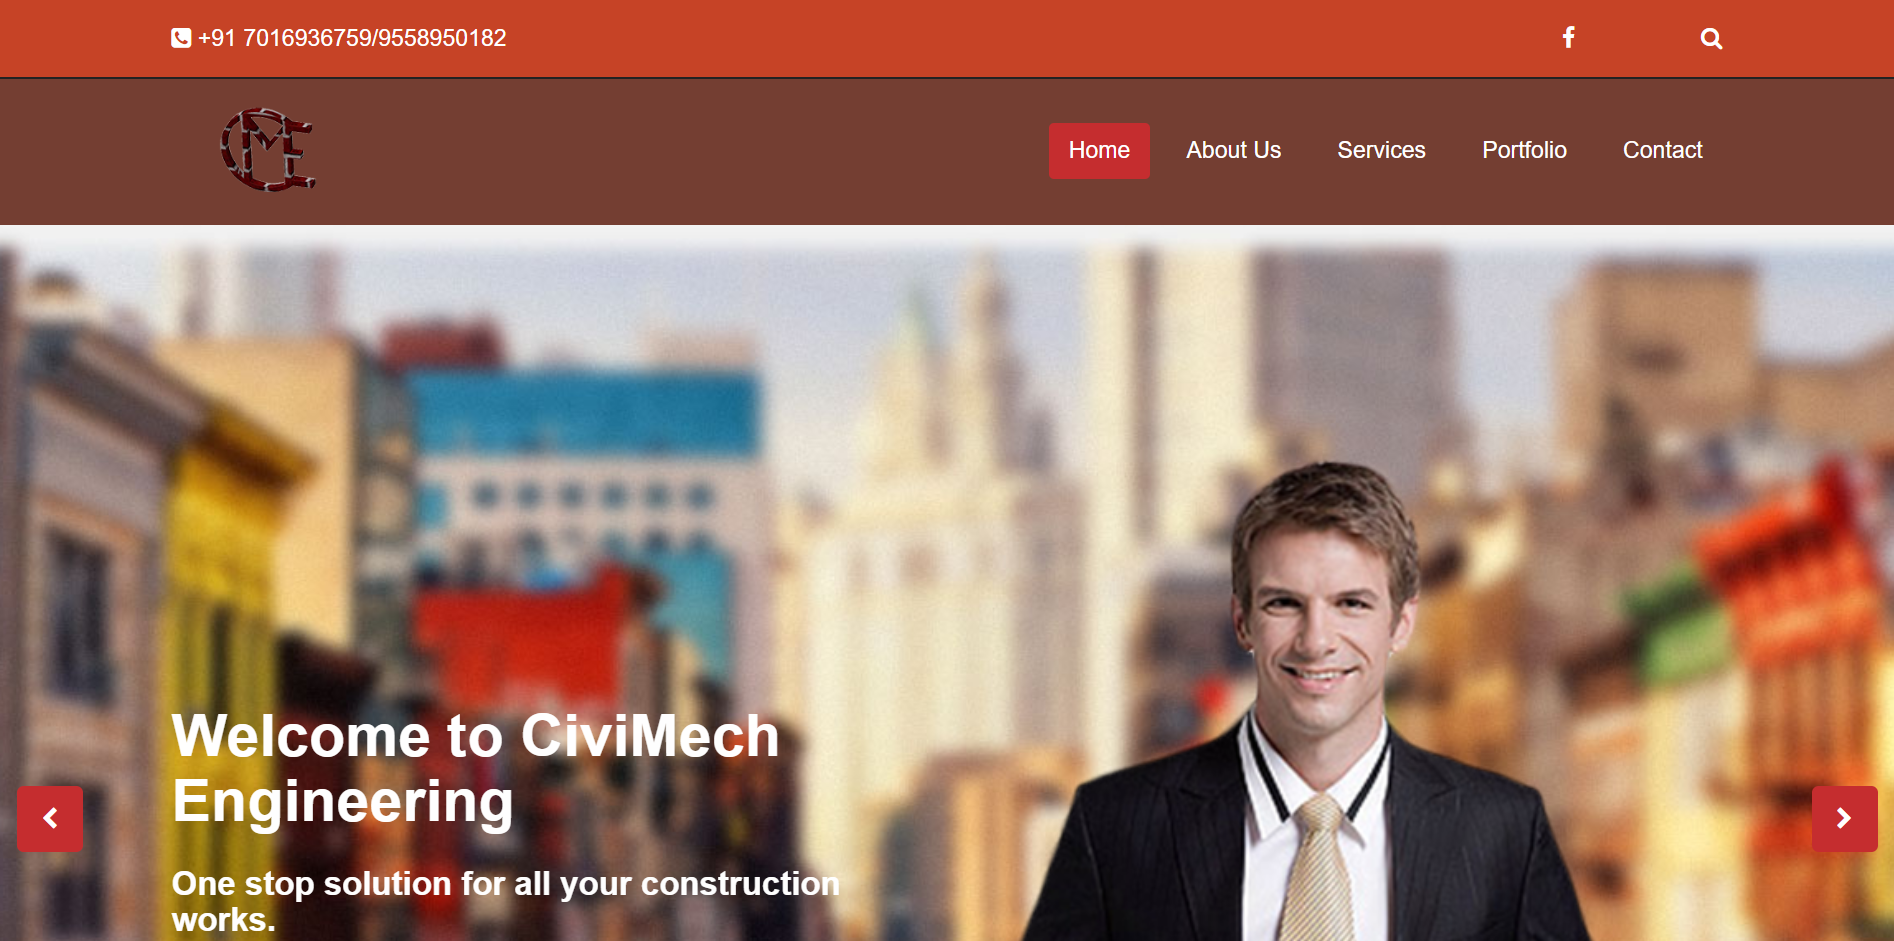 +91 7016936759/9558950182
CME
Home
About Us
Services
Portfolio
Contact
Welcome to CiviMech
Engineering
One stop solution for all your construction
works.